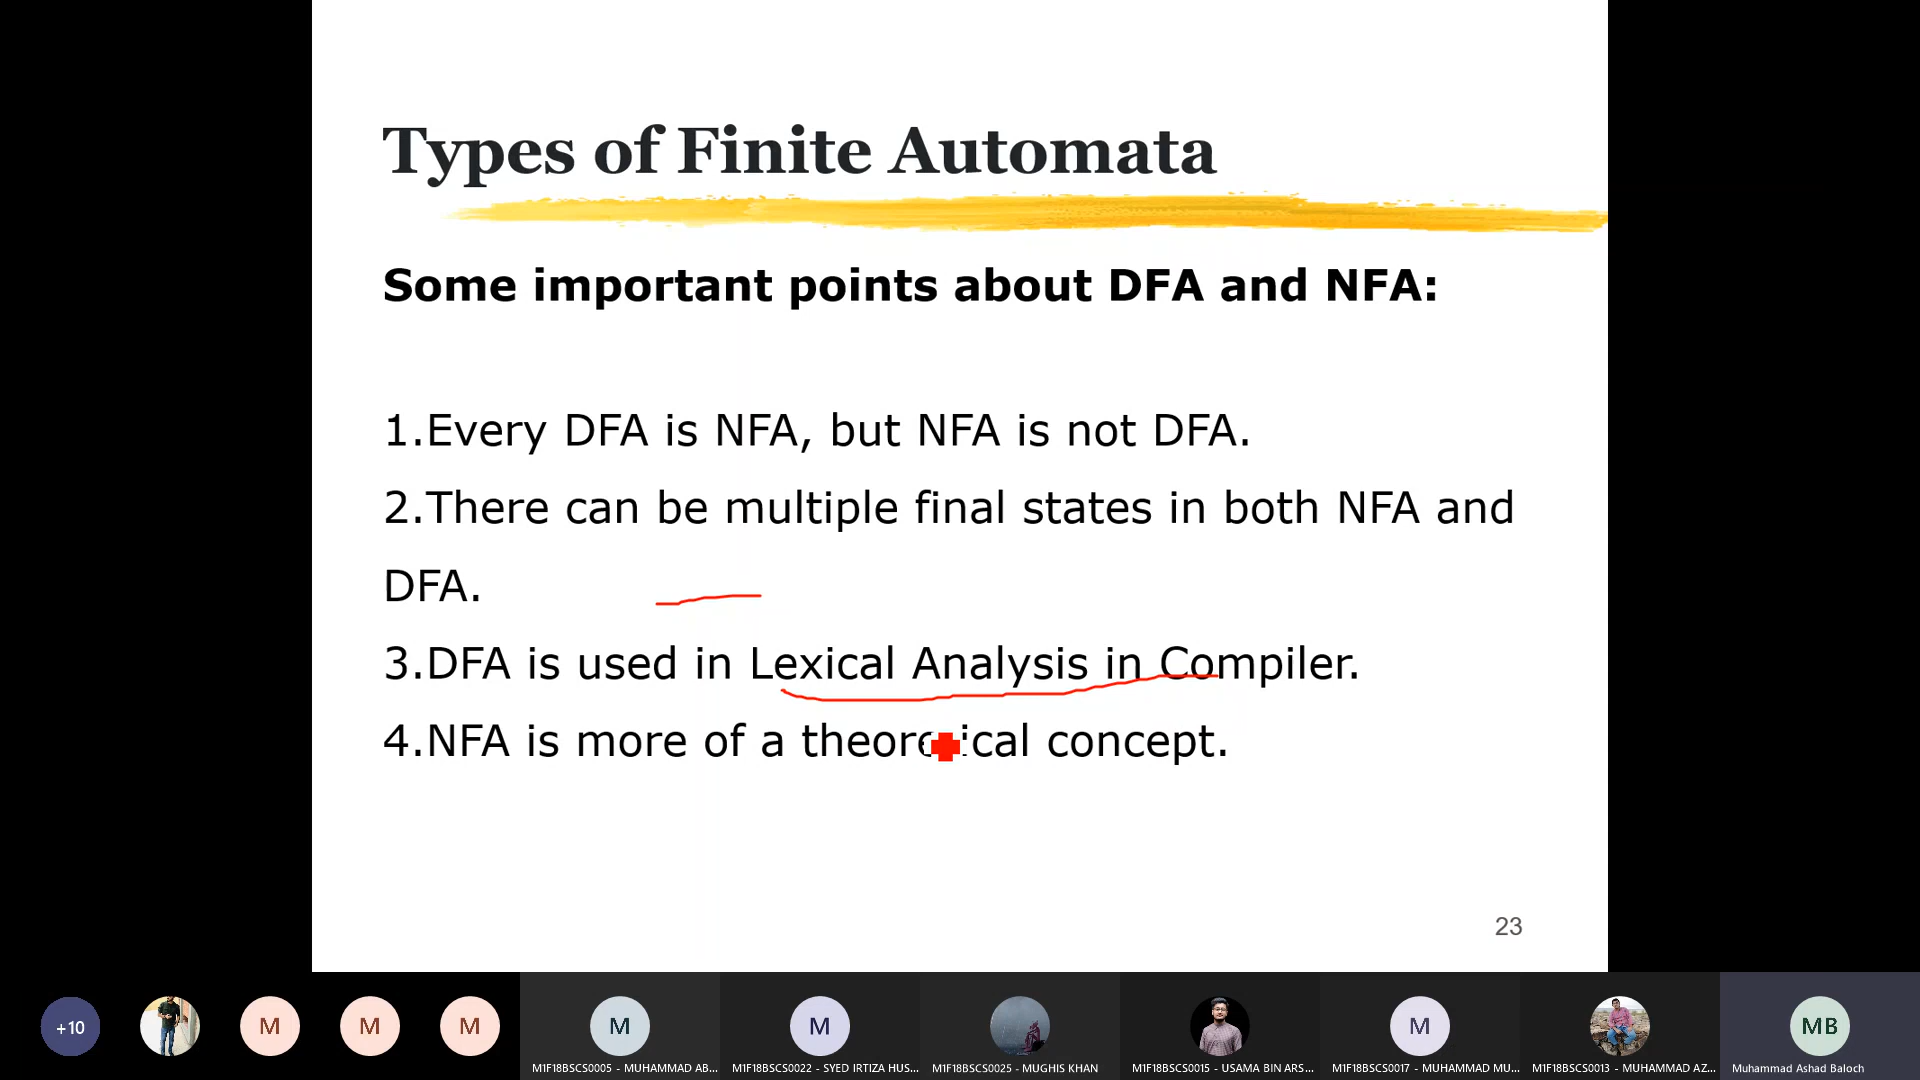 Types of Finite Automata
Some important points about DFA and NFA:
1.Every DFA is NFA, but NFA is not DFA.
2.There can be multiple final states in both NFA and
DFA.
3.DFA is used in Lexical Analysis in Compiler.
4.NFA is more of a theoretical concept.
23
+10
M
M
M
M
M
M
MB
M1F18BSCS0005 - MUHAMMAD AB...
M1F18BSCS0022 - SYED IRTIZA HUS...
M1F18BSCS0025 - MUGHIS KHAN
M1F18BSCS0015 - USAMA BIN ARS...
M1F18BSCS0017 - MUHAMMAD MU...
M1F18BSCS0013 - MUHAMMAD AZ...
Muhammad Ashad Baloch